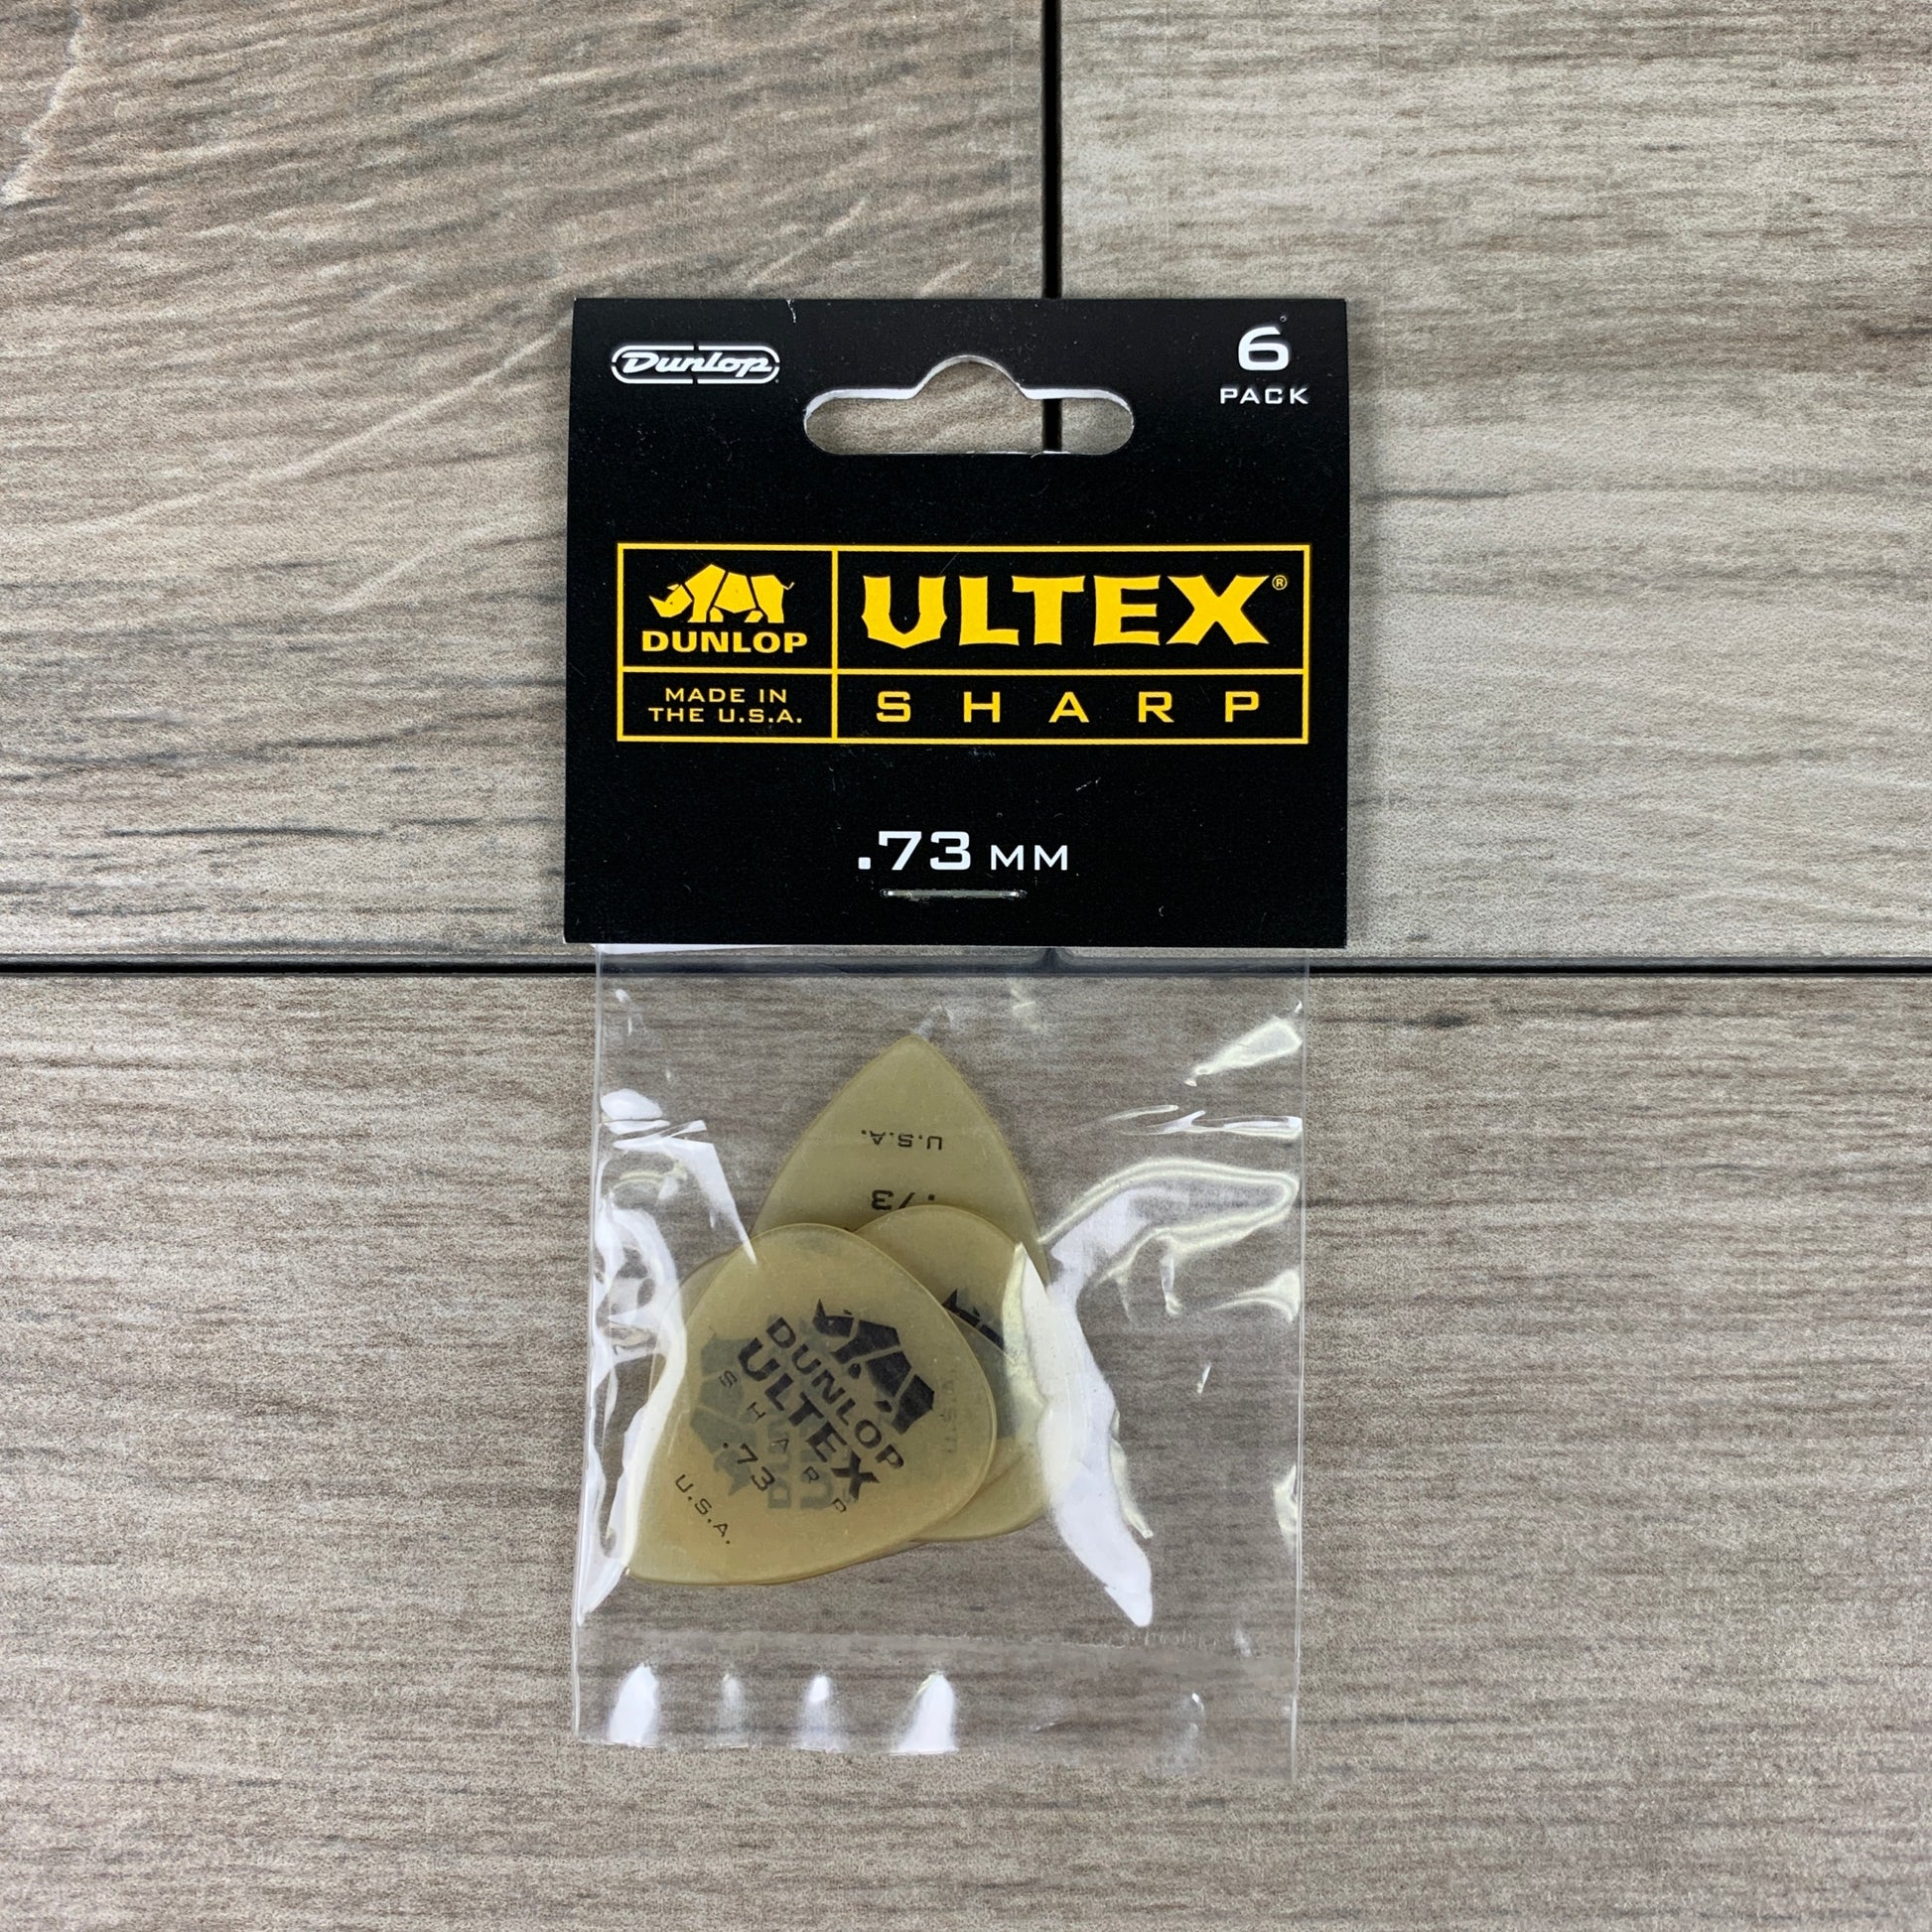 Dunlop
6
PACK
DUNLOP
ULTEX®
MADE IN
THE U.S.A.
SHARP
.73 MM
U.S.A.
.73
DUNLOP
ULTEX
SHARP
.73
U.S.A.
U.S.A.